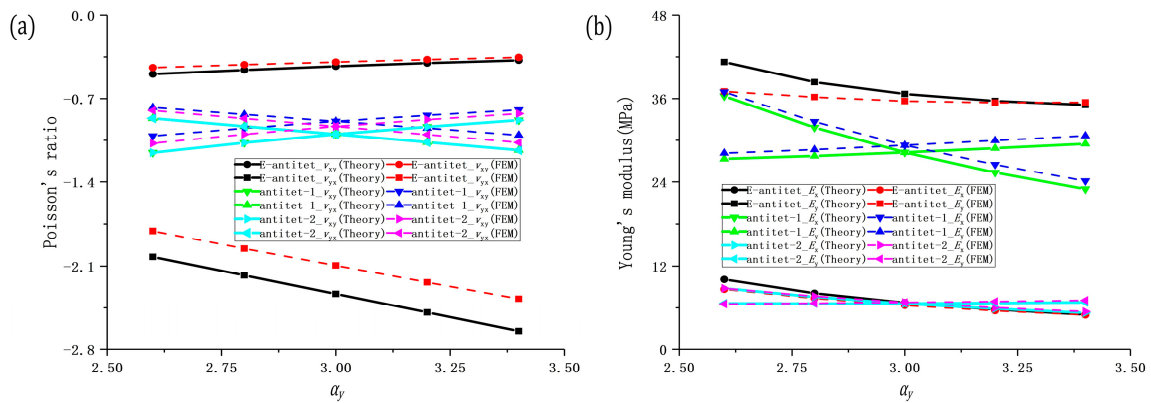 (a)
Poisson's ratio
0.0
-0.7
-1.4
-2.1
-2.8
E-antitet_νxy(Theory) E-antitet_νxy(FEM)
E-antitet_νyx(Theory) E-antitet_νyx(FEM)
antitet-1_νxy(Theory) antitet-1_νxy(FEM)
antitet 1_νyx(Theory) antitet 1_νyx(FEM)
antitet-2_νxy(Theory) antitet-2_νxy(FEM)
antitet-2_νyx(Theory) antitet-2_νyx(FEM)
2.50 2.75 3.00 3.25 3.50
αy
(b)
Young's modulus(MPa)
48
36
24
12
0
E-antitet_Ex(Theory) E-antitet_Ex(FEM)
E-antitet_Ey(Theory) E-antitet_Ey(FEM)
antitet-1_Ex(Theory) antitet-1_Ex(FEM)
antitet-1_Ey(Theory) antitet-1_Ey(FEM)
antitet-2_Ex(Theory) antitet-2_Ex(FEM)
antitet-2_Ey(Theory) antitet-2_Ey(FEM)
2.50 2.75 3.00 3.25 3.50
αy